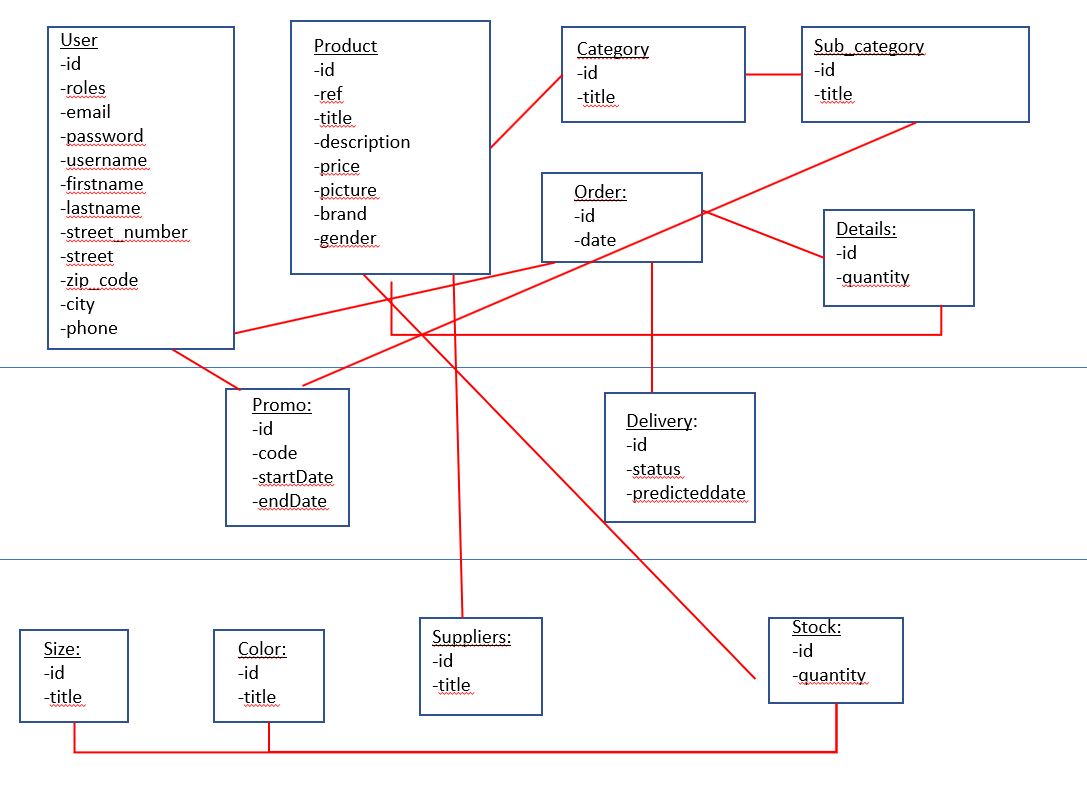 User
-id
-roles
-email
-password
-username
-firstname
-lastname
-street_number
-street
-zip_code
-city
-phone
Product
-id
-ref
-title
-description
-price
-picture
-brand
-gender
Category
-id
-title
Sub_category
-id
-title
Order:
-id
-date
Details:
-id
-quantity
Promo:
-id
-code
-startDate
-endDate
Delivery:
-id
-status
-predicteddate
Size:
-id
-title
Color:
-id
-title
Suppliers:
-id
-title
Stock:
-id
-quantity